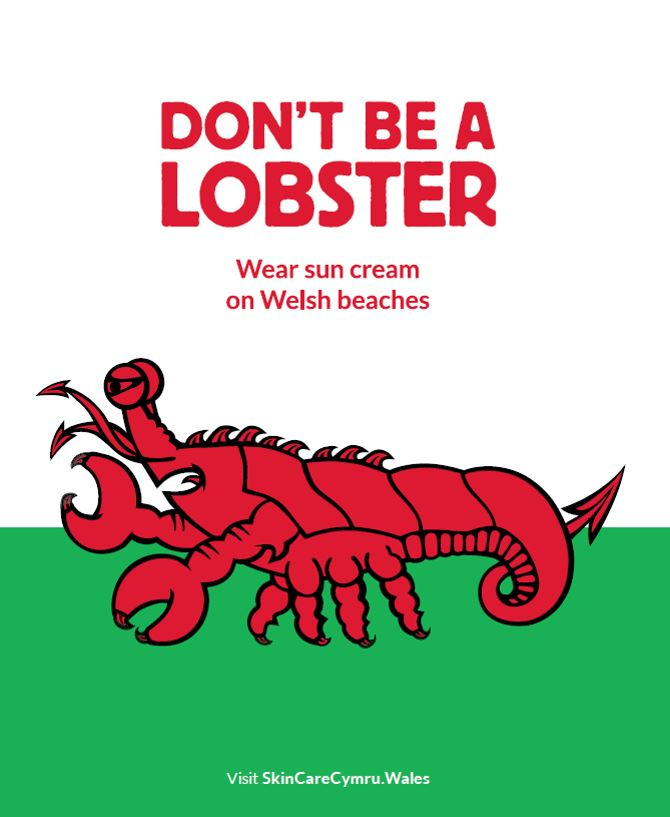 DON'T BE A
LOBSTER
Wear sun cream
on Welsh beaches
Visit SkinCareCymru.Wales